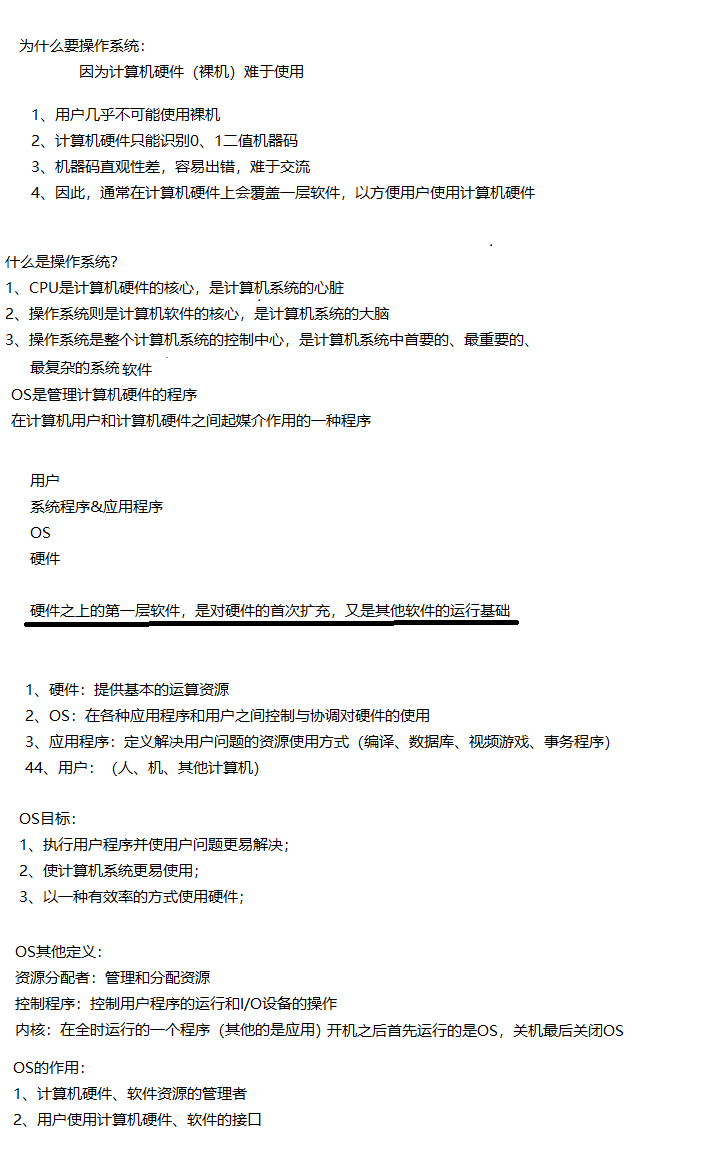 为什么要操作系统：
因为计算机硬件（裸机）难于使用
1、用户几乎不可能使用裸机
2、计算机硬件只能识别0、1二值机器码
3、机器码直观性差，容易出错，难于交流
4、因此，通常在计算机硬件上会覆盖一层软件，以方便用户使用计算机硬件
什么是操作系统？
1、CPU是计算机硬件的核心，是计算机系统的心脏
2、操作系统则是计算机软件的核心，是计算机系统的大脑
3、操作系统是整个计算机系统的控制中心，是计算机系统中首要的、最重要的、
最复杂的系统软件
OS是管理计算机硬件的程序
在计算机用户和计算机硬件之间起媒介作用的一种程序
用户
系统程序&应用程序
OS
硬件
硬件之上的第一层软件，是对硬件的首次扩充，又是其他软件的运行基础
1、硬件：提供基本的运算资源
2、OS：在各种应用程序和用户之间控制与协调对硬件的使用
3、应用程序：定义解决用户问题的资源使用方式（编译、数据库、视频游戏、事务程序）
44、用户：（人、机、其他计算机）
OS目标：
1、执行用户程序并使用户问题更易解决；
2、使计算机系统更易使用；
3、以一种有效率的方式使用硬件；
OS其他定义：
资源分配者：管理和分配资源
控制程序：控制用户程序的运行和I/O设备的操作
内核：在全时运行的一个程序（其他的是应用）开机之后首先运行的是OS，关机最后关闭OS
OS的作用：
1、计算机硬件、软件资源的管理者
2、用户使用计算机硬件、软件的接口